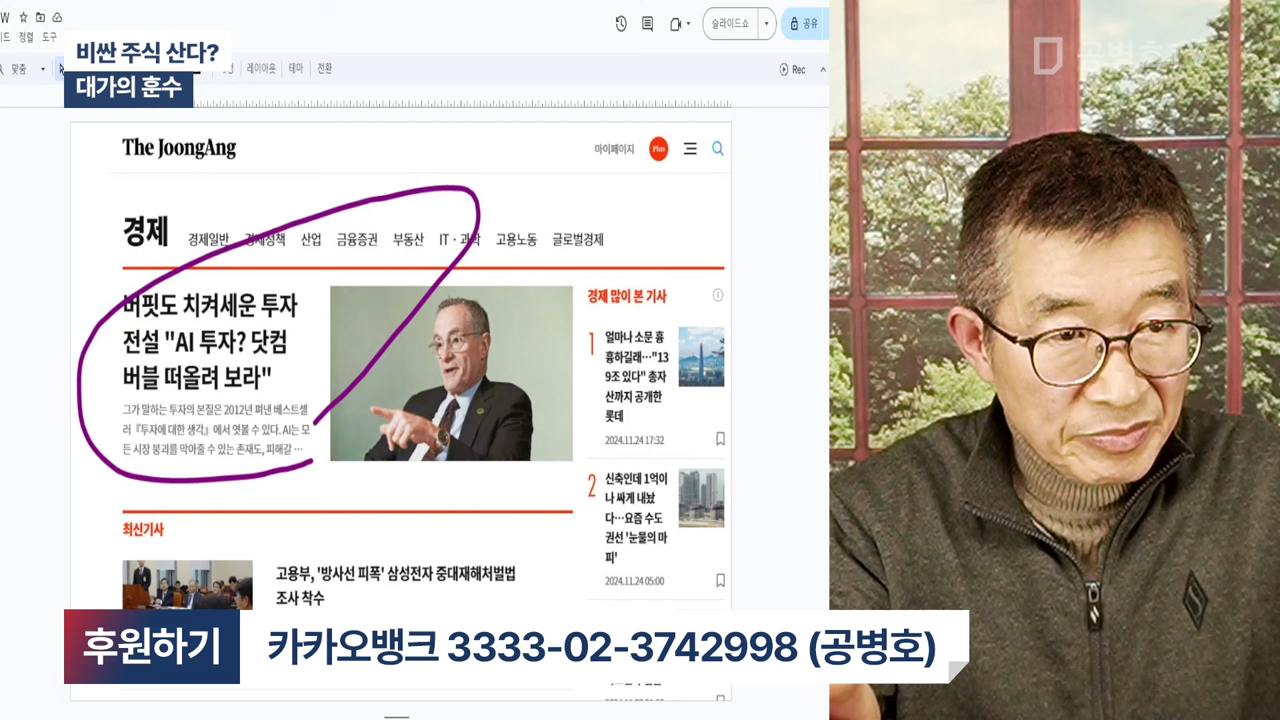 비싼 주식 산다?
대가의 훈수
정렬 도구
슬라이드쇼
공유
맞춤
레이아웃
테마
전환
Rec
공병호TV
The JoongAng
마이페이지
Plus
경제
경제일반 경제정책 산업 금융증권 부동산 IT · 과학 고용노동 글로벌경제
버핏도 치켜세운 투자
전설 "AI 투자? 닷컴
버블 떠올려 보라"
그가 말하는 투자의 본질은 2012년 펴낸 베스트셀
러 『투자에 대한 생각』에서 엿볼 수 있다. AI는 모
든 시장 붕괴를 막아줄 수 있는 존재도, 피해갈 …
경제 많이 본 기사
1
얼마나 소문 흉
흉하길래…"13
9조 있다" 총자
산까지 공개한
롯데
2024.11.24 17:32
2
신축인데 1억이
나 싸게 내놨
다…요즘 수도
권선 '눈물의 마
피'
2024.11.24 05:00
최신기사
고용부, '방사선 피폭' 삼성전자 중대재해처벌법
조사 착수
후원하기
카카오뱅크 3333-02-3742998 (공병호)